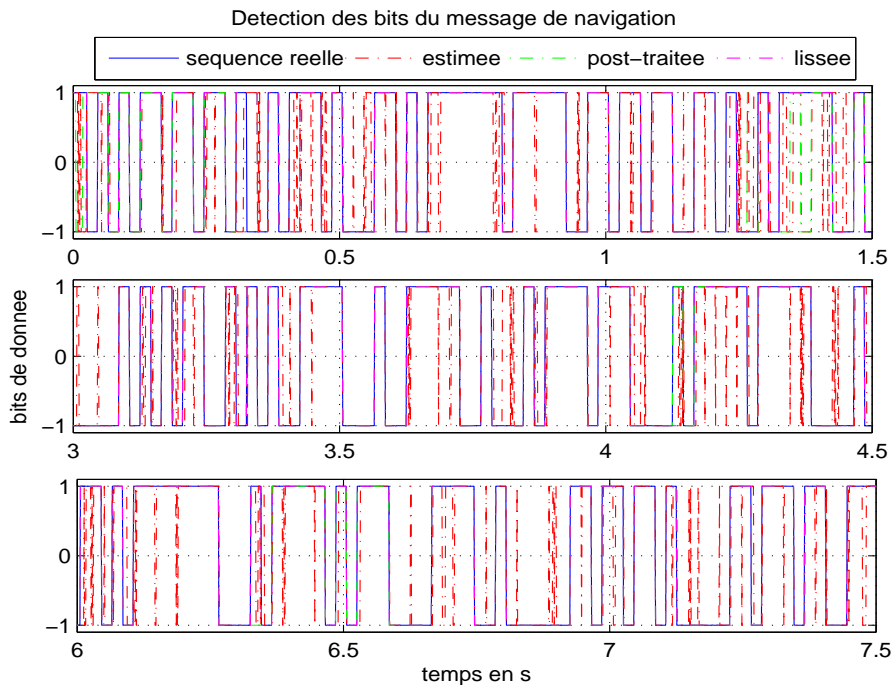 Detection des bits du message de navigation
sequence reelle estimee post-traitee lissee
1
0
-1
0 0.5 1 1.5
1
0
-1
3 3.5 4 4.5
bits de donnee
1
0
-1
6 6.5 7 7.5
temps en s